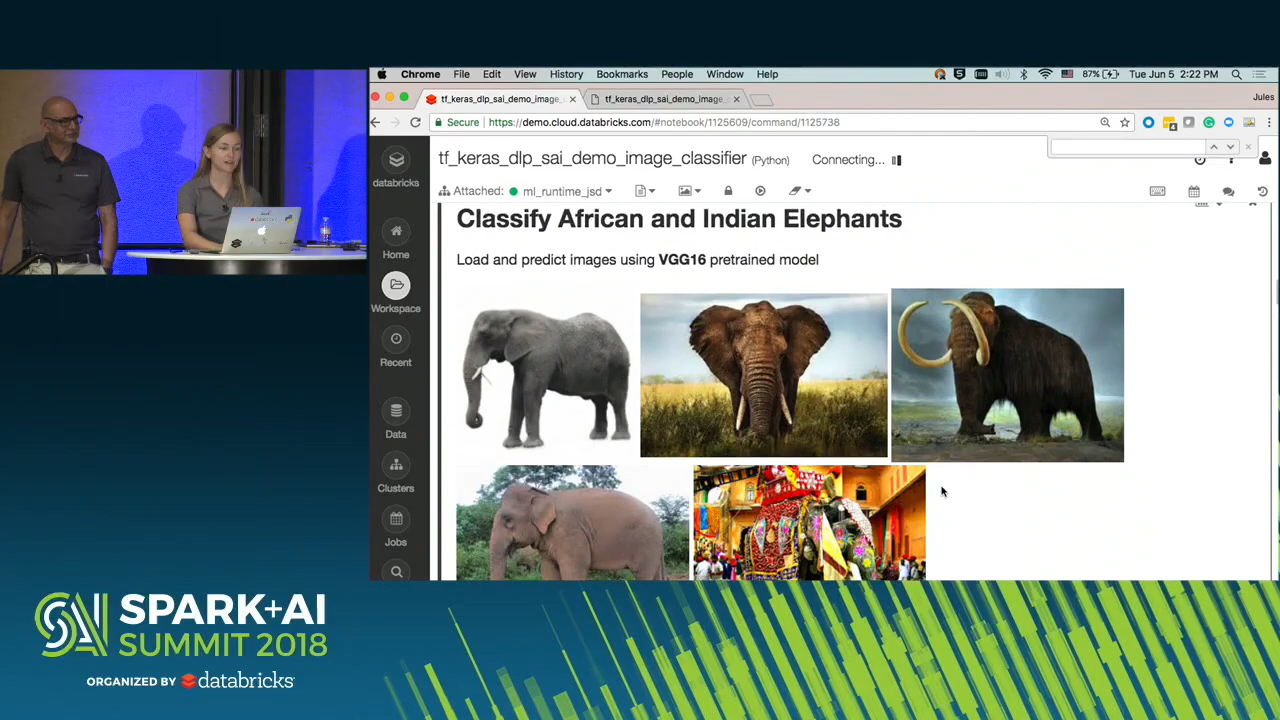 Chrome File Edit View History Bookmarks People Window Help 87% Tue Jun 5 2:22 PM
tf_keras_dlp_sai_demo_image_ tf_keras_dlp_sai_demo_image_ Jules
Secure https://demo.cloud.databricks.com/#notebook/1125609/command/1125738
databricks
tf_keras_dlp_sai_demo_image_classifier (Python) Connecting...
Attached: ml_runtime_jsd
Home
Workspace
Recent
Data
Clusters
Jobs
Classify African and Indian Elephants
Load and predict images using VGG16 pretrained model
SPARK+AI
SUMMIT 2018
ORGANIZED BY databricks